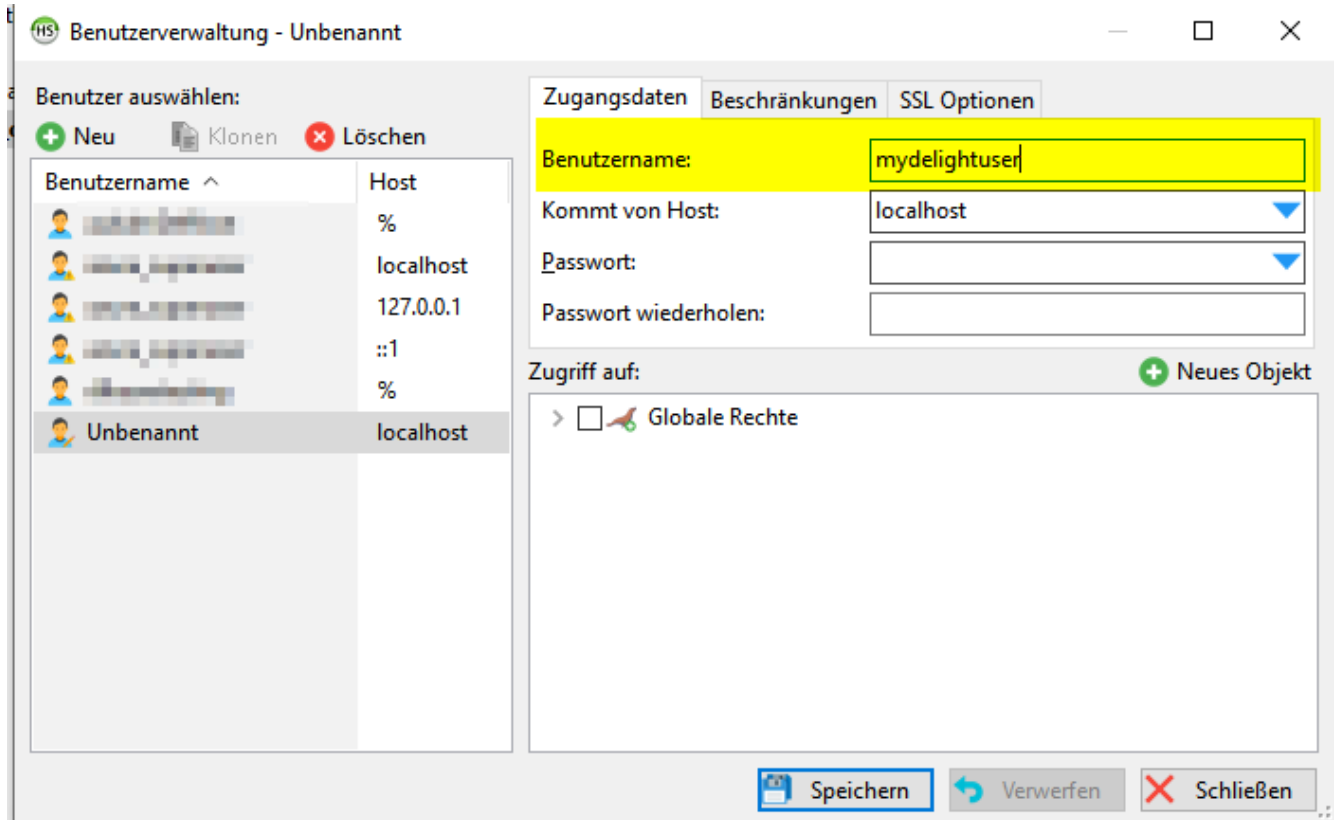 HS Benutzerverwaltung - Unbenannt
Benutzer auswählen:
Neu Klonen Löschen
Benutzername Host
%
localhost
127.0.0.1
::1
%
Unbenannt localhost
Zugangsdaten Beschränkungen SSL Optionen
Benutzername: mydelightuser
Kommt von Host: localhost
Passwort:
Passwort wiederholen:
Zugriff auf: Neues Objekt
Globale Rechte
Speichern Verwerfen Schließen